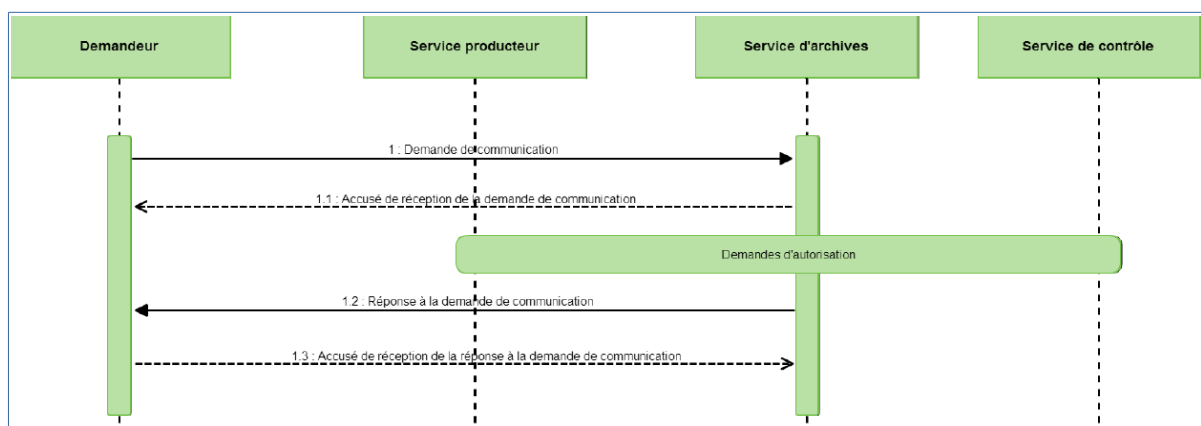 Demandeur
Service producteur
Service d'archives
Service de contrôle
1 : Demande de communication
1.1 : Accusé de réception de la demande de communication
Demandes d'autorisation
1.2 : Réponse à la demande de communication
1.3 : Accusé de réception de la réponse à la demande de communication